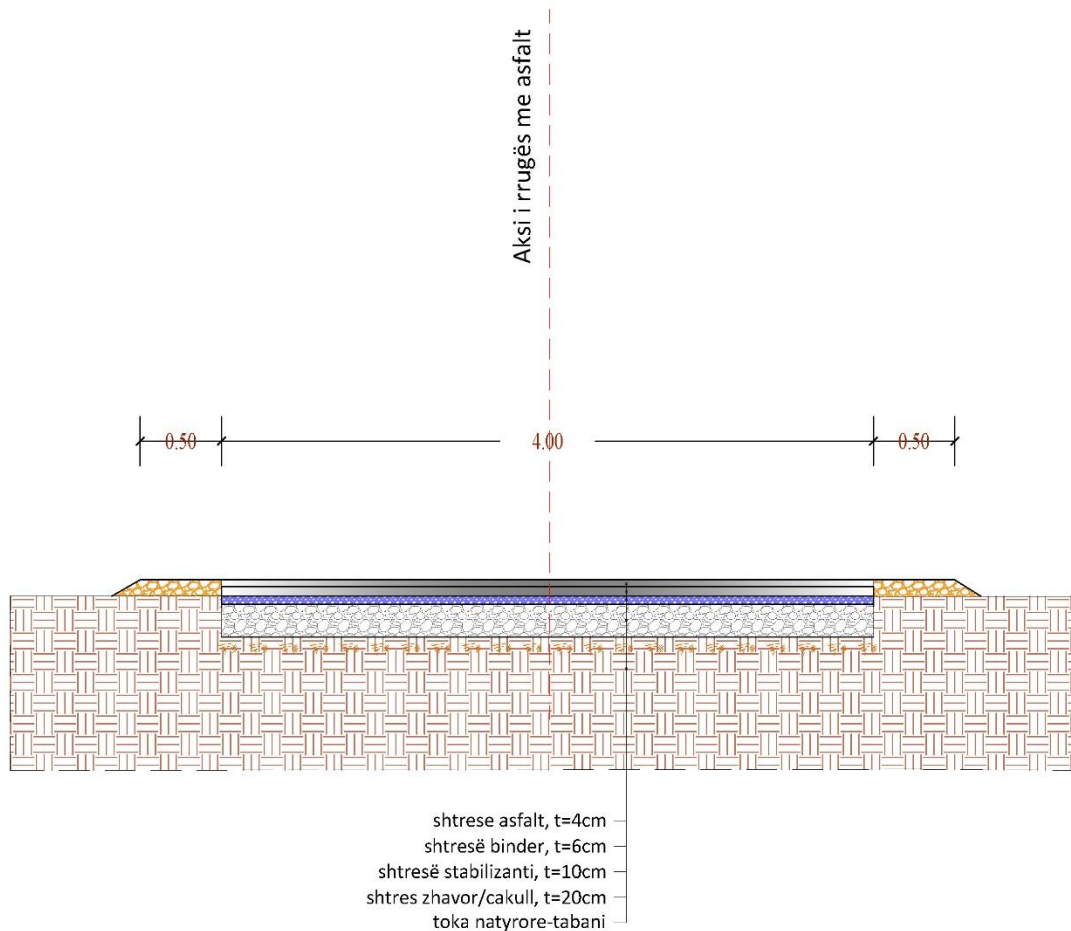 Aksi i rrugës me asfalt
0.50
4.00
0.50
shtrese asfalt, t=4cm
shtresë binder, t=6cm
shtresë stabilizanti, t=10cm
shtres zhavor/cakull, t=20cm
toka natyrore-tabani